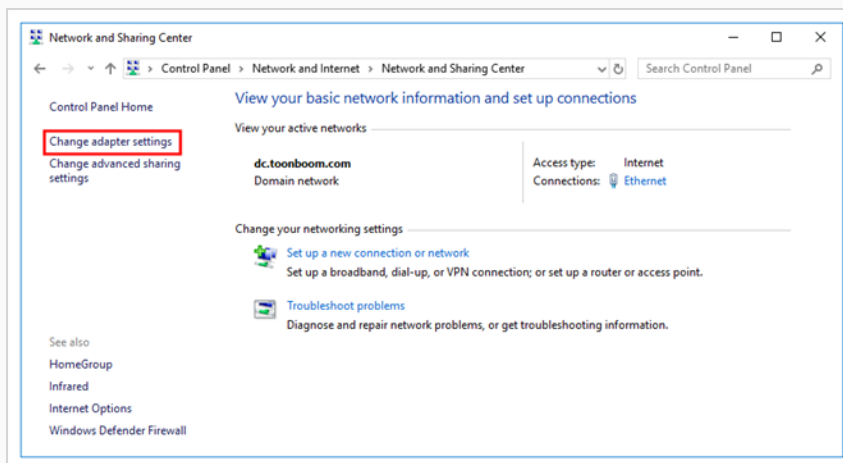 Network and Sharing Center
Control Panel > Network and Internet > Network and Sharing Center
Search Control Panel
Control Panel Home
Change adapter settings
Change advanced sharing
settings
See also
HomeGroup
Infrared
Internet Options
Windows Defender Firewall
View your basic network information and set up connections
View your active networks
dc.toonboom.com
Domain network
Access type: Internet
Connections: Ethernet
Change your networking settings
Set up a new connection or network
Set up a broadband, dial-up, or VPN connection; or set up a router or access point.
Troubleshoot problems
Diagnose and repair network problems, or get troubleshooting information.